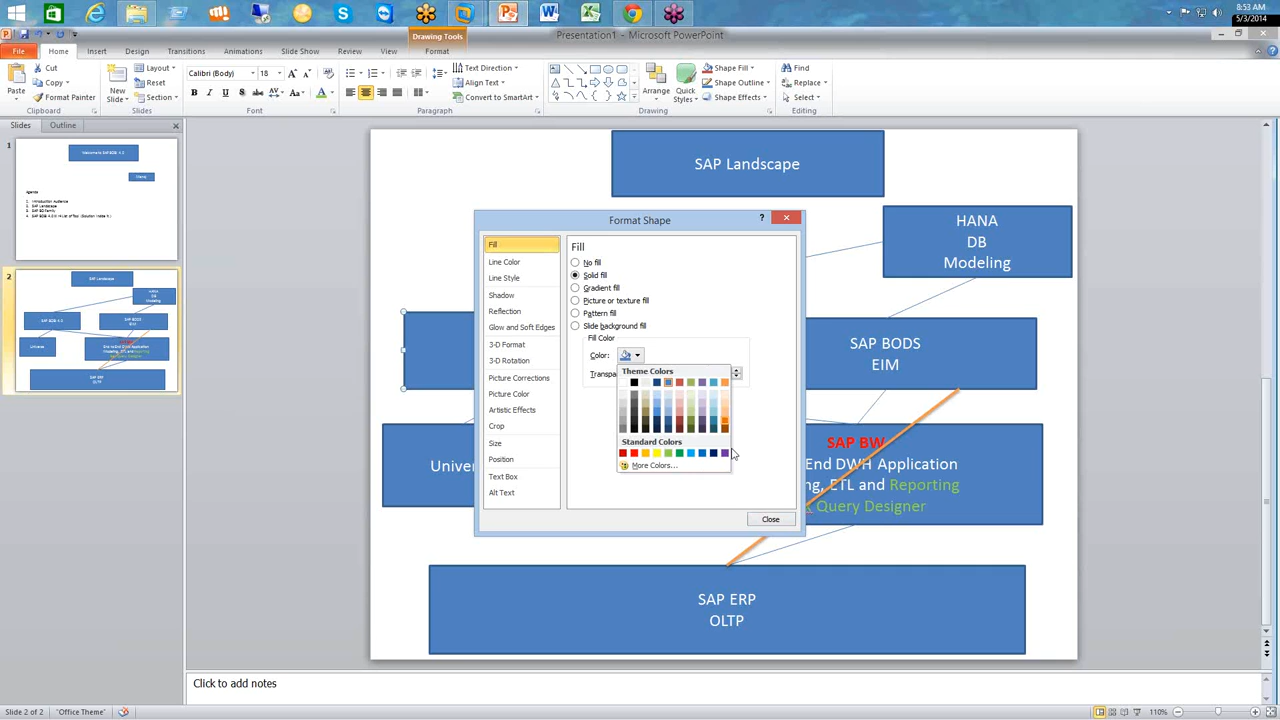 8:53 AM
5/3/2014
Drawing Tools
Presentation1 - Microsoft PowerPoint
File
Home
Insert
Design
Transitions
Animations
Slide Show
Review
View
Format
Paste
Cut
Copy
Format Painter
Clipboard
New
Slide
Layout
Reset
Section
Slides
Calibri (Body)
18
Font
Text Direction
Align Text
Convert to SmartArt
Paragraph
Arrange
Quick
Styles
Shape Fill
Shape Outline
Shape Effects
Drawing
Find
Replace
Select
Editing
Slides
Outline
1
Agenda
2
SAP Landscape
HANA
DB
Modeling
SAP BODS
EIM
Univer
SAP BW
End DWH Application
ng, ETL and Reporting
Query Designer
SAP ERP
OLTP
Format Shape
?
Fill
Line Color
Line Style
Shadow
Reflection
Glow and Soft Edges
3-D Format
3-D Rotation
Picture Corrections
Picture Color
Artistic Effects
Crop
Size
Position
Text Box
Alt Text
Fill
No fill
Solid fill
Gradient fill
Picture or texture fill
Pattern fill
Slide background fill
Fill Color
Color:
Transpa
Theme Colors
Standard Colors
More Colors...
Close
Click to add notes
Slide 2 of 2
"Office Theme"
110%